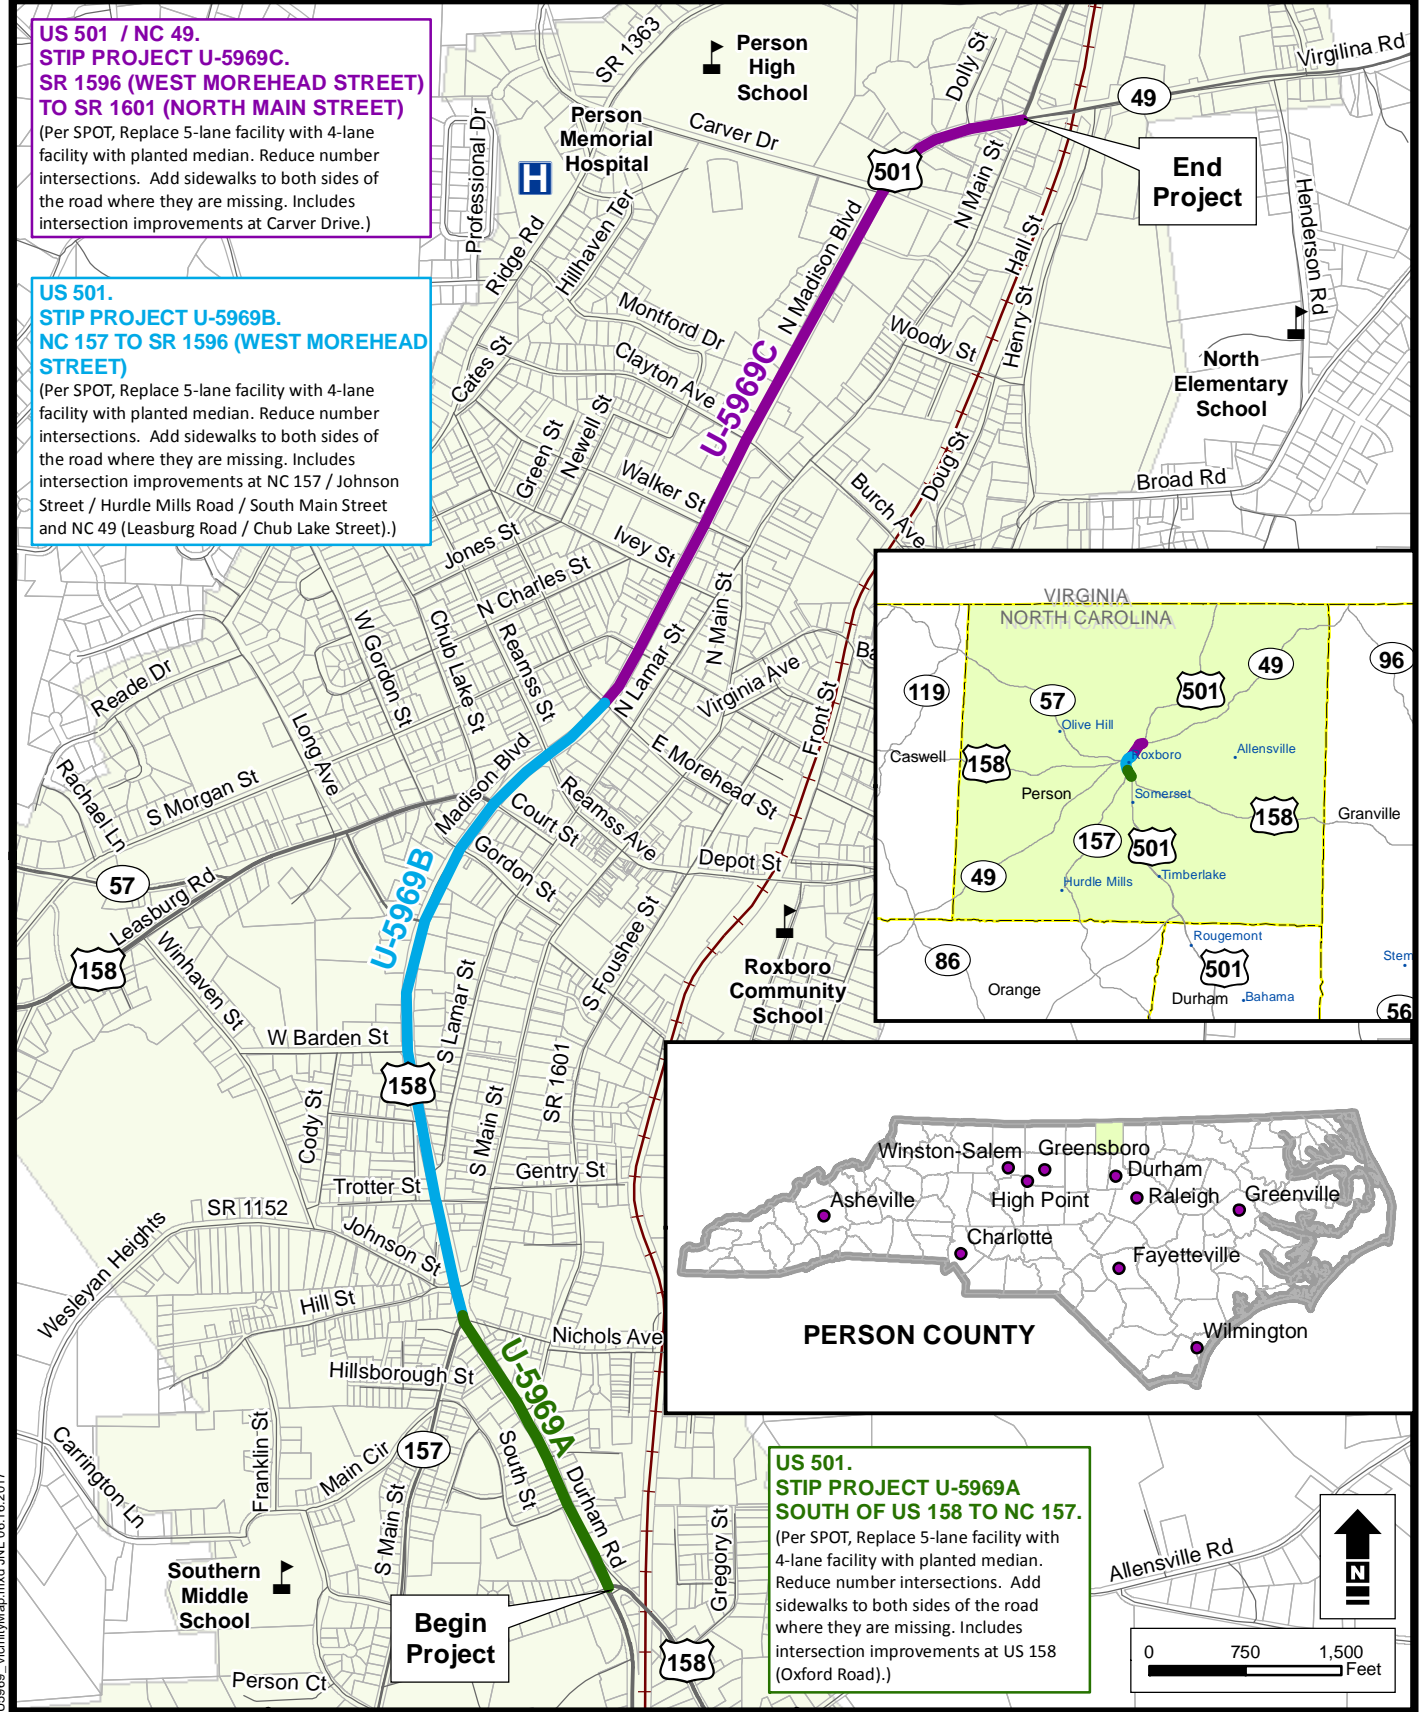 US 501 / NC 49.
STIP PROJECT U-5969C.
SR 1596 (WEST MOREHEAD STREET)
TO SR 1601 (NORTH MAIN STREET)
(Per SPOT, Replace 5-lane facility with 4-lane
facility with planted median. Reduce number
intersections. Add sidewalks to both sides of
the road where they are missing. Includes
intersection improvements at Carver Drive.)
US 501.
STIP PROJECT U-5969B.
NC 157 TO SR 1596 (WEST MOREHEAD
STREET)
(Per SPOT, Replace 5-lane facility with 4-lane
facility with planted median. Reduce number
intersections. Add sidewalks to both sides of
the road where they are missing. Includes
intersection improvements at NC 157 / Johnson
Street / Hurdle Mills Road / South Main Street
and NC 49 (Leasburg Road / Chub Lake Street).)
SR 1363
Person
High
School
Dolly St
Virgilina Rd
49
Person
Memorial
Hospital
H
Carver Dr
501
End
Project
Professional Dr
Ridge Rd
Hillhaven Ter
N Main St
N Madison Blvd
Hall St
Henderson Rd
Montford Dr
Woody St
Henry St
Clayton Ave
Cates St
U-5969C
North
Elementary
School
Green St
Newell St
Walker St
Doug St
Burch Ave
Broad Rd
Jones St
Ivey St
N Charles St
N Main St
W Gordon St
Chub Lake St
Reamss St
N Lamar St
Virginia Ave
Ba
Front St
Reade Dr
Long Ave
Madison Blvd
E Morehead St
Rachael Ln
S Morgan St
Court St
Reamss Ave
Gordon St
Depot St
57
Leasburg Rd
158
U-5969B
Winhaven St
S Foushee St
S Lamar St
Roxboro
Community
School
W Barden St
158
Cody St
SR 1601
S Main St
Gentry St
Trotter St
SR 1152
Johnson St
Wesleyan Heights
Hill St
Nichols Ave
Hillsborough St
U-5969A
157
Carrington Ln
Franklin St
Main Cir
South St
S Main St
Durham Rd
Gregory St
Southern
Middle
School
Begin
Project
158
Person Ct
Allensville Rd
VIRGINIA
NORTH CAROLINA
119
57
501
49
96
Olive Hill
Caswell
158
Roxboro
Allensville
Person
Somerset
158
Granville
157
501
49
Hurdle Mills
Timberlake
Rougemont
86
501
Stem
Orange
Durham
Bahama
56
Winston-Salem
Greensboro
Durham
High Point
Raleigh
Greenville
Asheville
Charlotte
Fayetteville
Wilmington
PERSON COUNTY
US 501.
STIP PROJECT U-5969A
SOUTH OF US 158 TO NC 157.
(Per SPOT, Replace 5-lane facility with
4-lane facility with planted median.
Reduce number intersections. Add
sidewalks to both sides of the road
where they are missing. Includes
intersection improvements at US 158
(Oxford Road).)
N
0 750 1,500
Feet